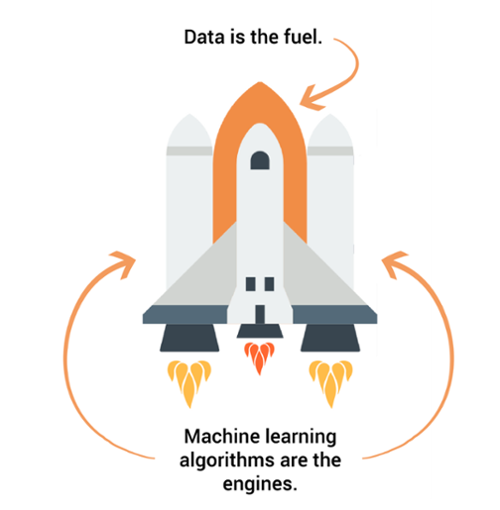 Data is the fuel.
Machine learning
algorithms are the
engines.